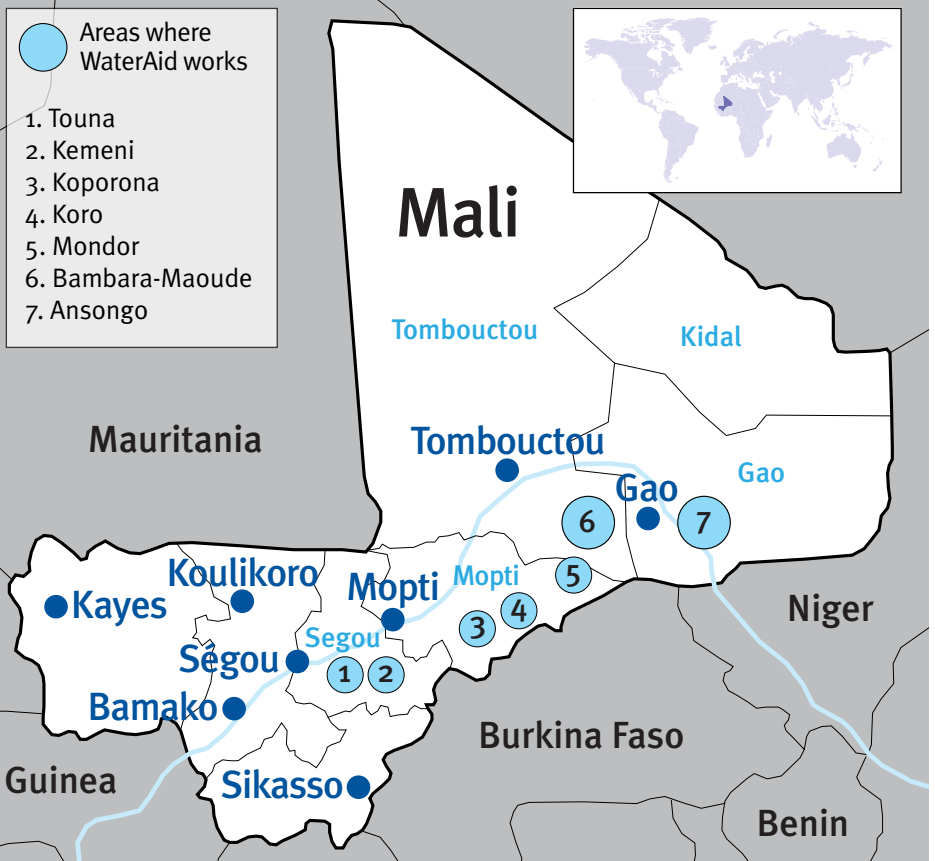 Areas where
WaterAid works
1. Touna
2. Kemeni
3. Koporona
4. Koro
5. Mondor
6. Bambara-Maoude
7. Ansongo
Mali
Tombouctou
Kidal
Mauritania
Tombouctou
Gao
Gao
6
7
Koulikoro
Mopti
Mopti
5
Kayes
Niger
4
3
Segou
Ségou
1
2
Bamako
Burkina Faso
Guinea
Sikasso
Benin